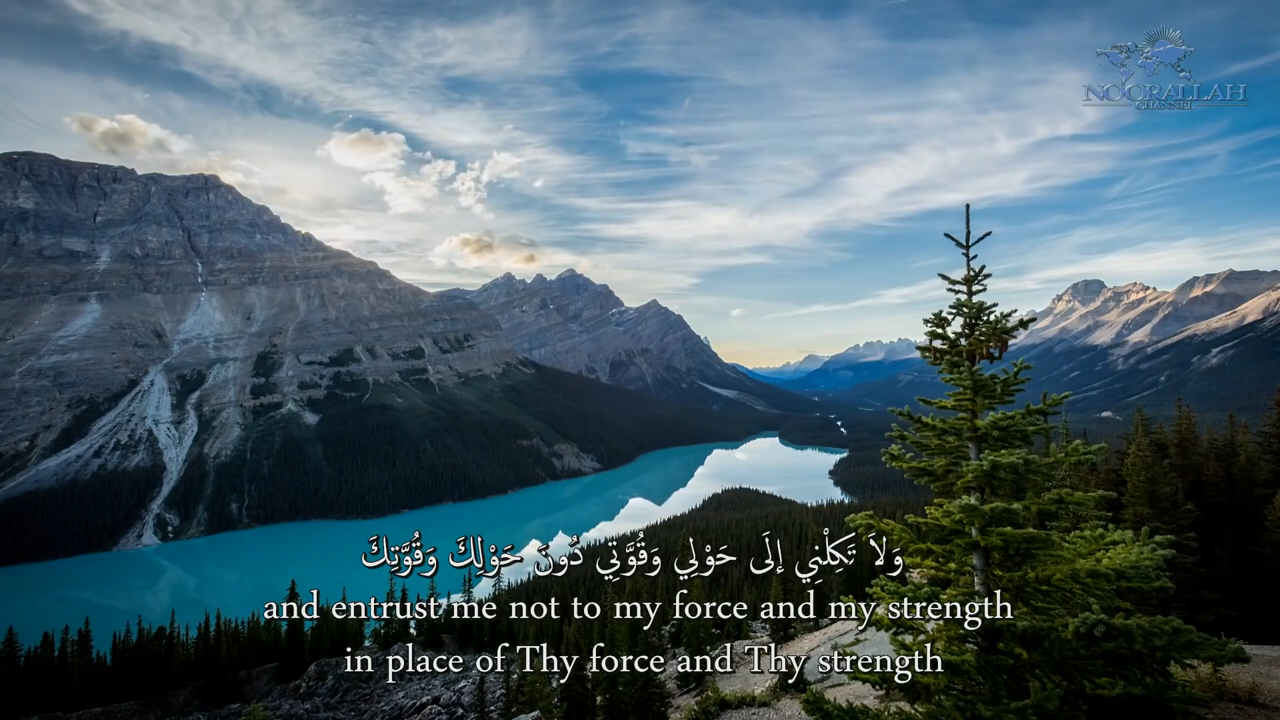 NOORALLAH
CHANNEL
وَلاَ تَكِلْنِي إلَى حَوْلِي وَقُوَّتِي دُونَ حَوْلِكَ وَقُوَّتِكَ
and entrust me not to my force and my strength
in place of Thy force and Thy strength